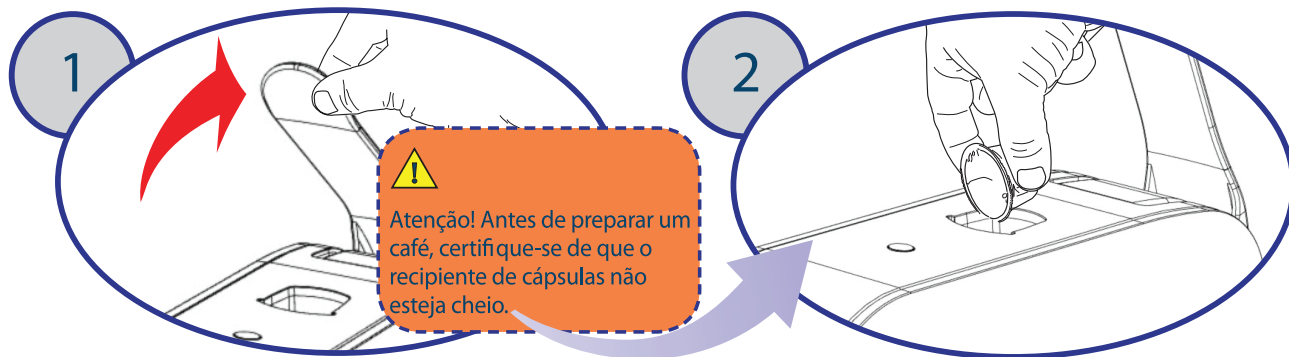 1
Atenção! Antes de preparar um
café, certifique-se de que o
recipiente de cápsulas não
esteja cheio.
2